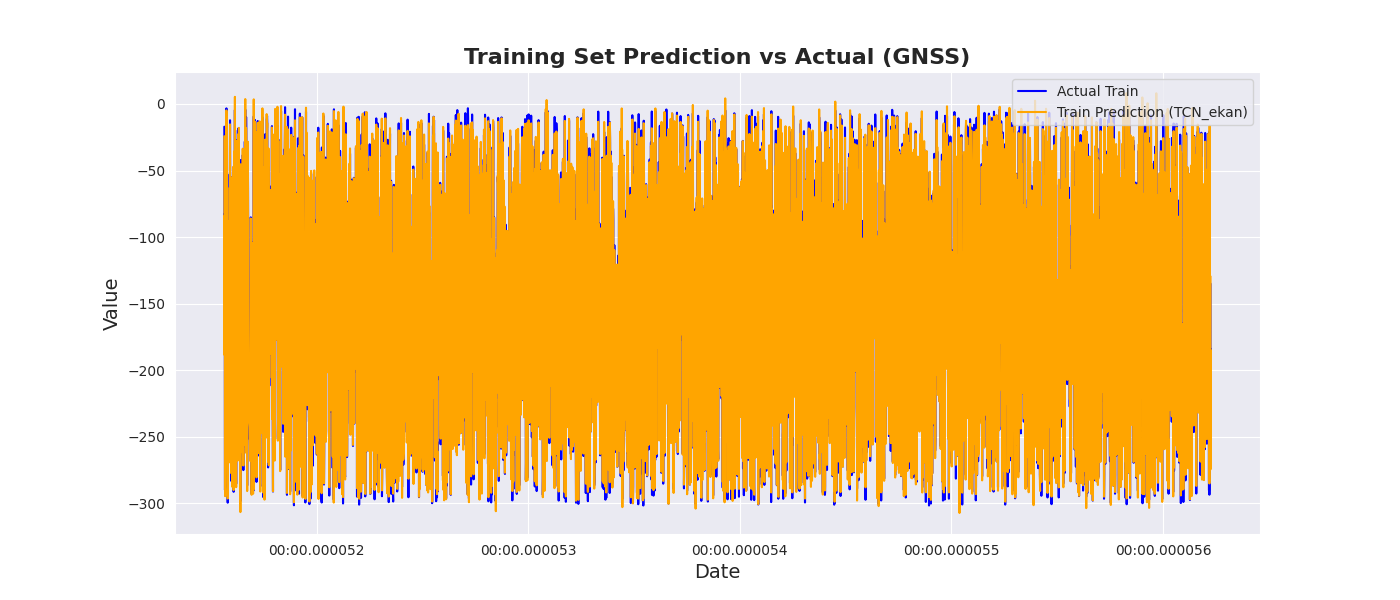 Training Set Prediction vs Actual (GNSS)
Actual Train
Train Prediction (TCN_ekan)
Value
0
−50
−100
−150
−200
−250
−300
00:00.000052
00:00.000053
00:00.000054
00:00.000055
00:00.000056
Date